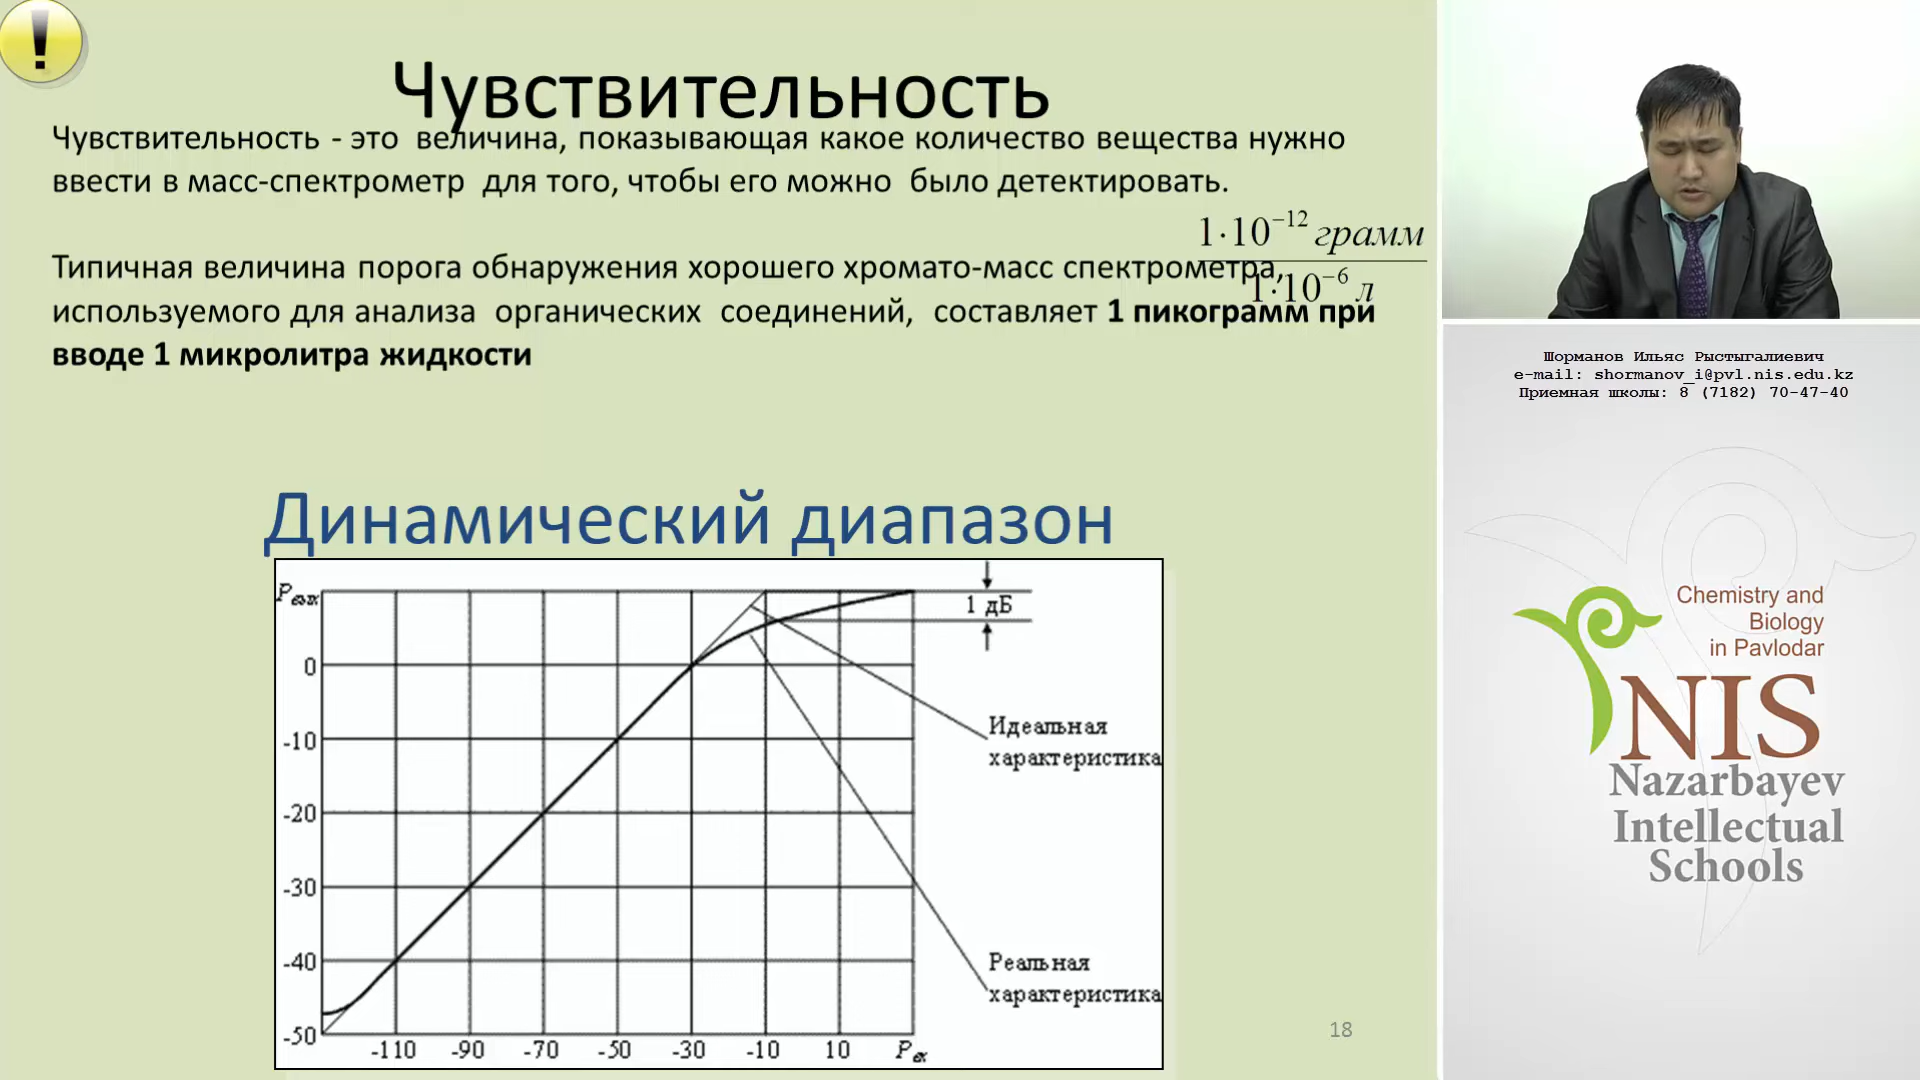 !
Чувствительность
Чувствительность - это величина, показывающая какое количество вещества нужно
ввести в масс-спектрометр для того, чтобы его можно было детектировать.
1·10⁻¹² грамм
1·10⁻⁶ л
Типичная величина порога обнаружения хорошего хромато-масс спектрометра,
используемого для анализа органических соединений, составляет 1 пикограмм при
вводе 1 микролитра жидкости
Динамический диапазон
Pвых
0
-10
-20
-30
-40
-50
-110 -90 -70 -50 -30 -10 10 Pвх
1 дБ
Идеальная
характеристика
Реальная
характеристика
18
Шорманов Ильяс Рыстыгалиевич
e-mail: shormanov_i@pvl.nis.edu.kz
Приемная школы: 8 (7182) 70-47-40
Chemistry and
Biology
in Pavlodar
NIS
Nazarbayev
Intellectual
Schools